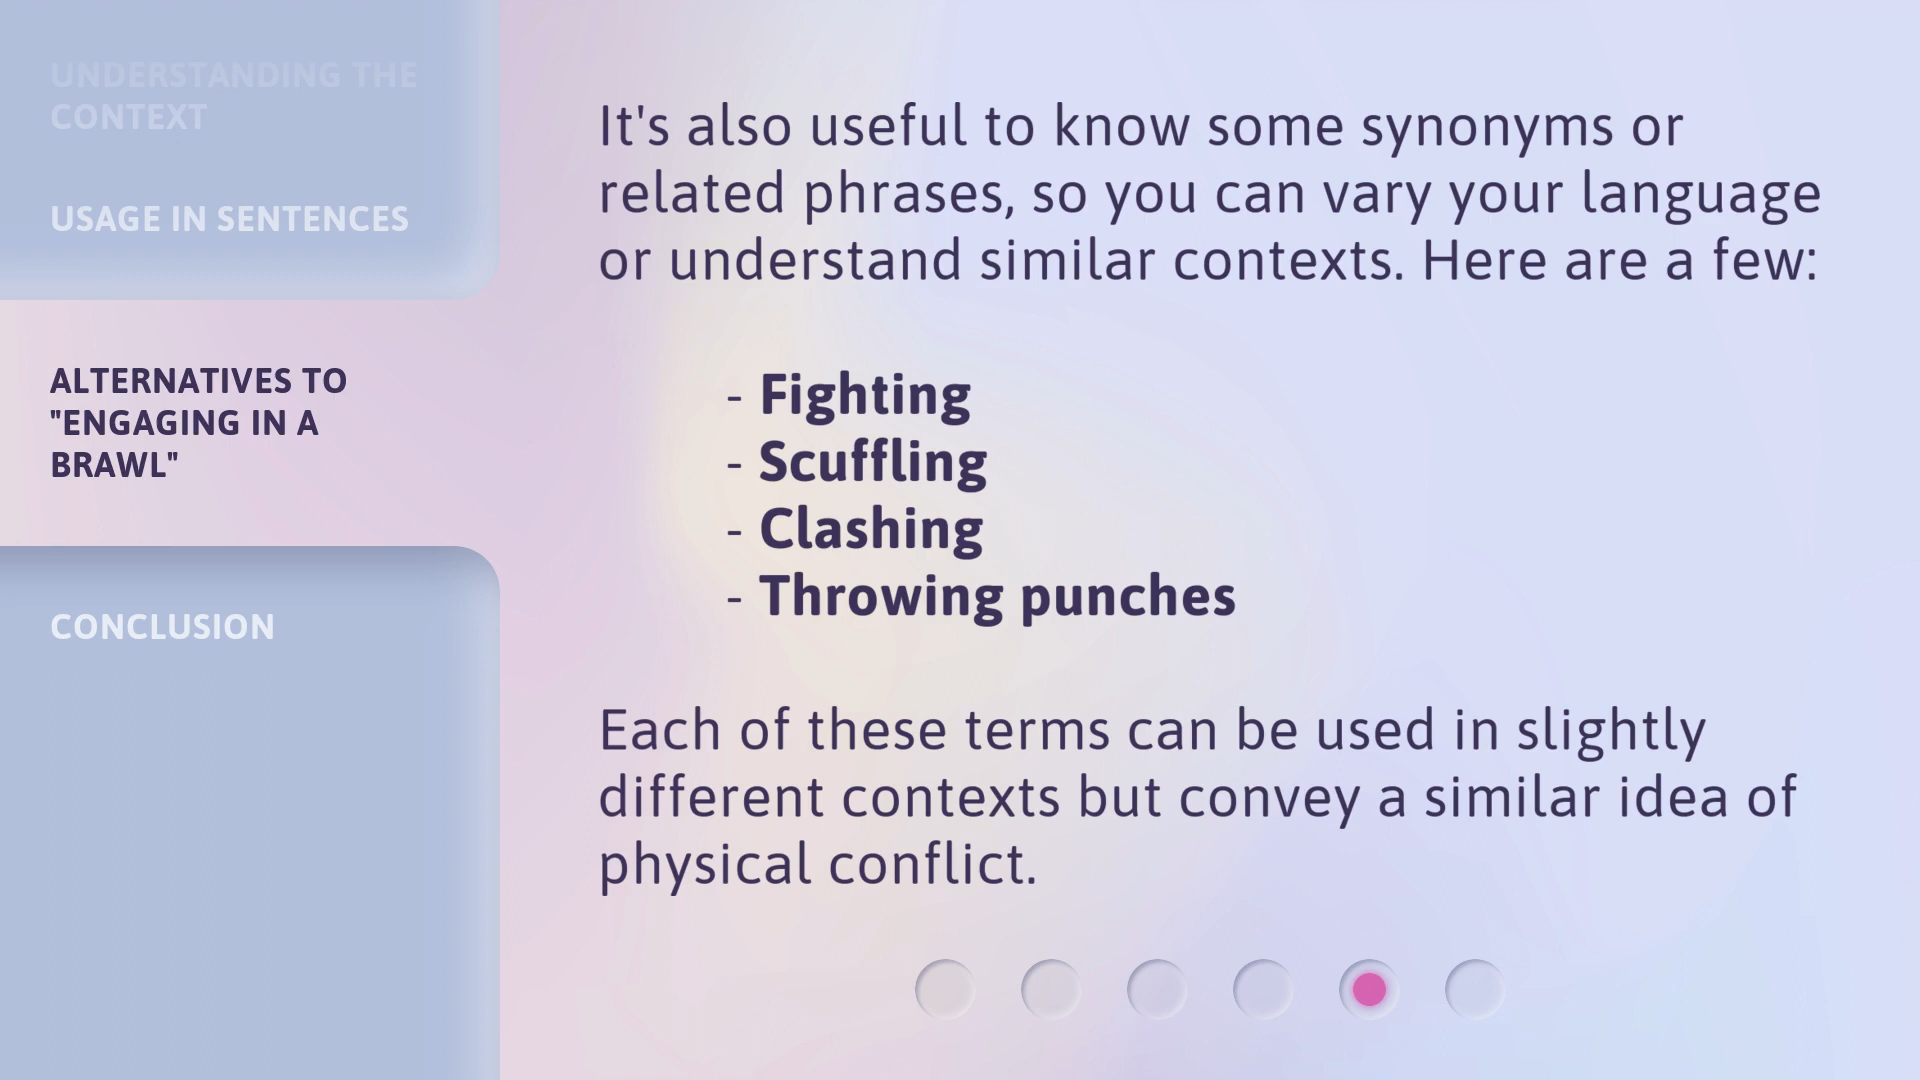 UNDERSTANDING THE
CONTEXT
USAGE IN SENTENCES
ALTERNATIVES TO
"ENGAGING IN A
BRAWL"
CONCLUSION
It's also useful to know some synonyms or
related phrases, so you can vary your language
or understand similar contexts. Here are a few:
- Fighting
- Scuffling
- Clashing
- Throwing punches
Each of these terms can be used in slightly
different contexts but convey a similar idea of
physical conflict.